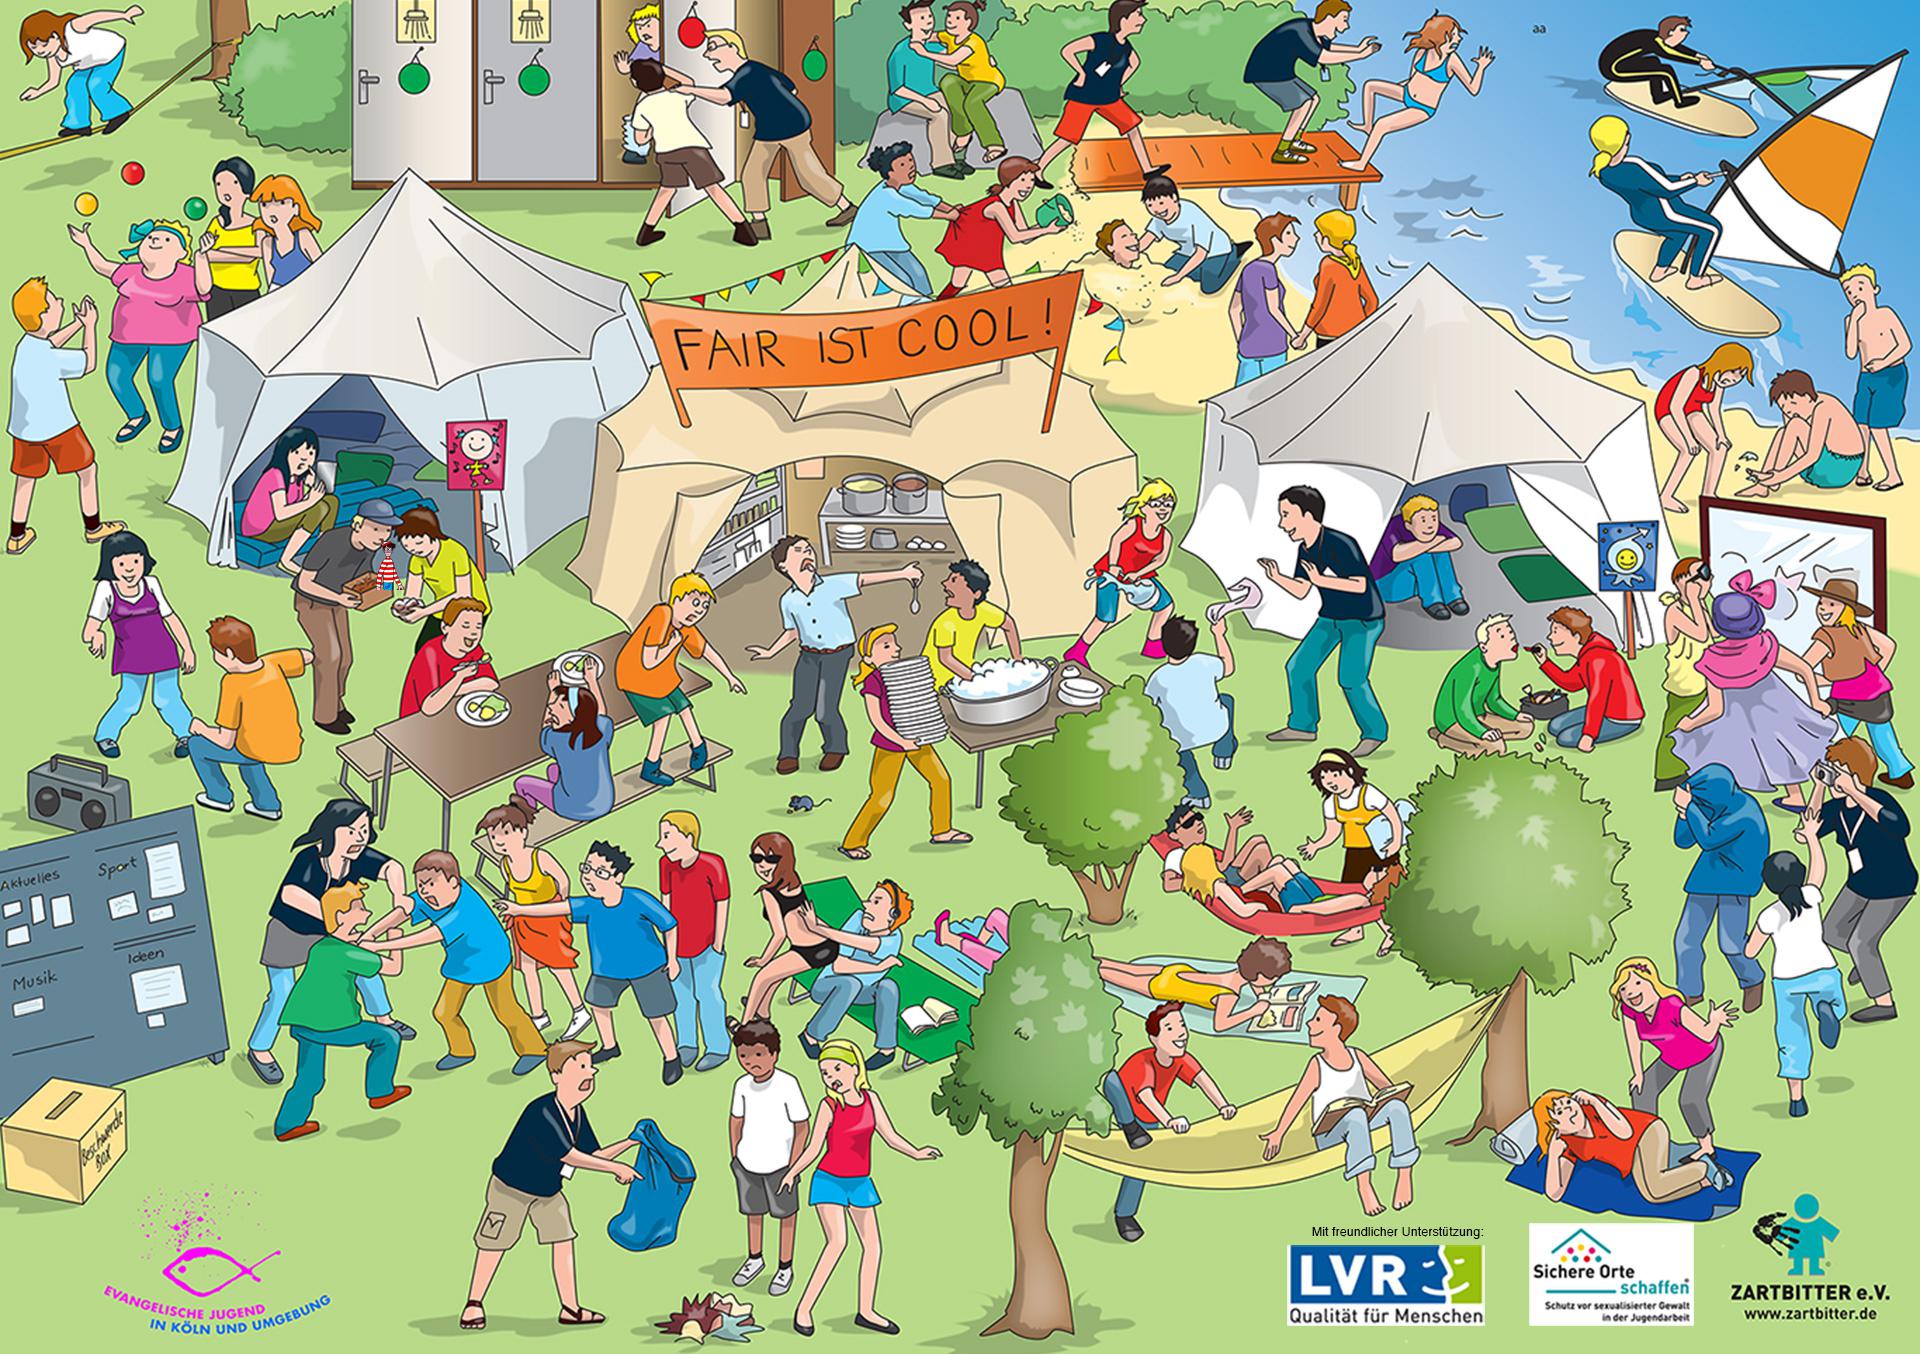 aa
FAIR IST COOL!
Aktuelles
Sport
Musik
Ideen
Beschwerde
BOX
EVANGELISCHE JUGEND
IN KÖLN UND UMGEBUNG
Mit freundlicher Unterstützung:
LVR
Qualität für Menschen
Sichere Orte
schaffen
Schutz vor sexualisierter Gewalt
in der Jugendarbeit
ZARTBITTER e.V.
www.zartbitter.de